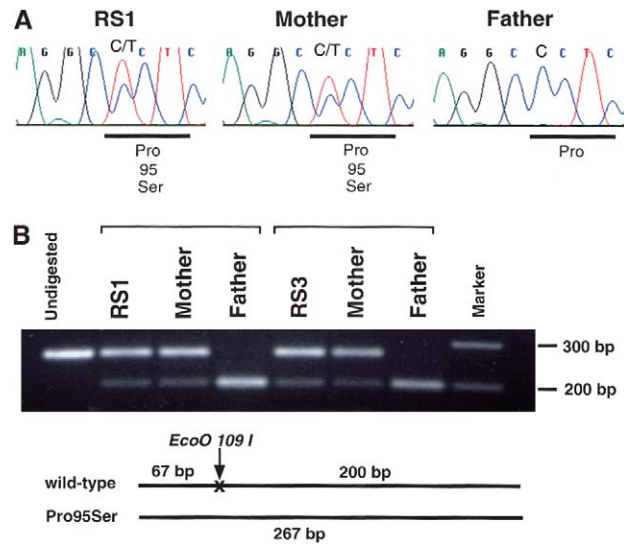 A
RS1 Mother Father
A G G C C/T C T C A G G C C/T C T C A G G C C C T C
Pro Pro Pro
95 95
Ser Ser
B
Undigested RS1 Mother Father RS3 Mother Father Marker
300 bp
200 bp
EcoO 109 I
67 bp 200 bp
wild-type X
Pro95Ser
267 bp